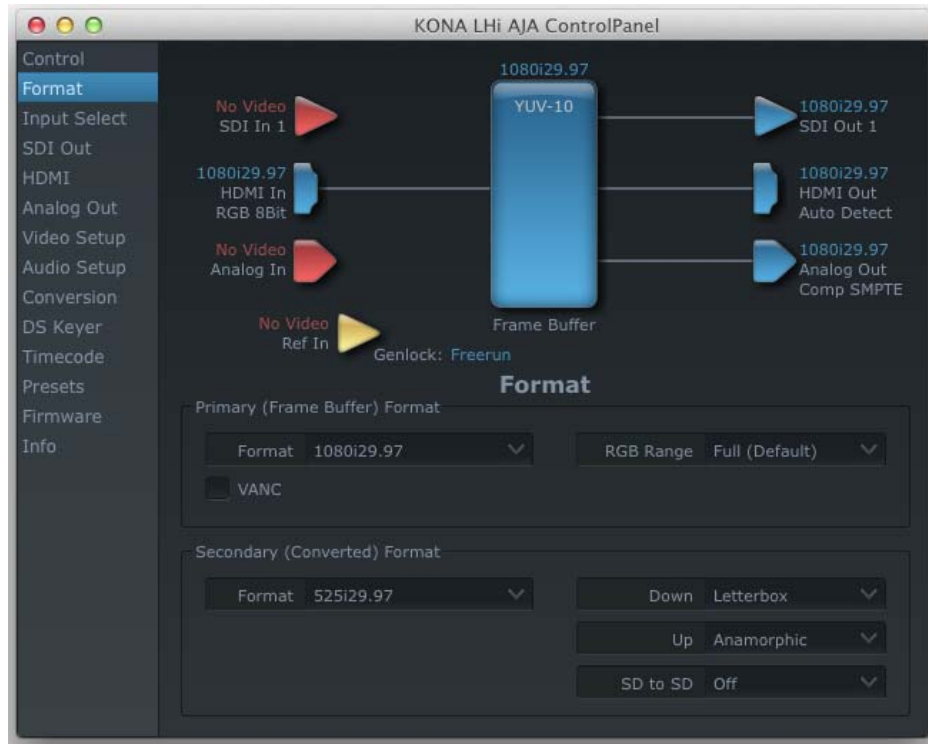 KONA LHi AJA ControlPanel
Control
Format
Input Select
SDI Out
HDMI
Analog Out
Video Setup
Audio Setup
Conversion
DS Keyer
Timecode
Presets
Firmware
Info
1080i29.97
YUV-10
Frame Buffer
No Video
SDI In 1
1080i29.97
HDMI In
RGB 8Bit
No Video
Analog In
No Video
Ref In
Genlock: Freerun
1080i29.97
SDI Out 1
1080i29.97
HDMI Out
Auto Detect
1080i29.97
Analog Out
Comp SMPTE
Format
Primary (Frame Buffer) Format
Format 1080i29.97
RGB Range Full (Default)
VANC
Secondary (Converted) Format
Format 525i29.97
Down Letterbox
Up Anamorphic
SD to SD Off